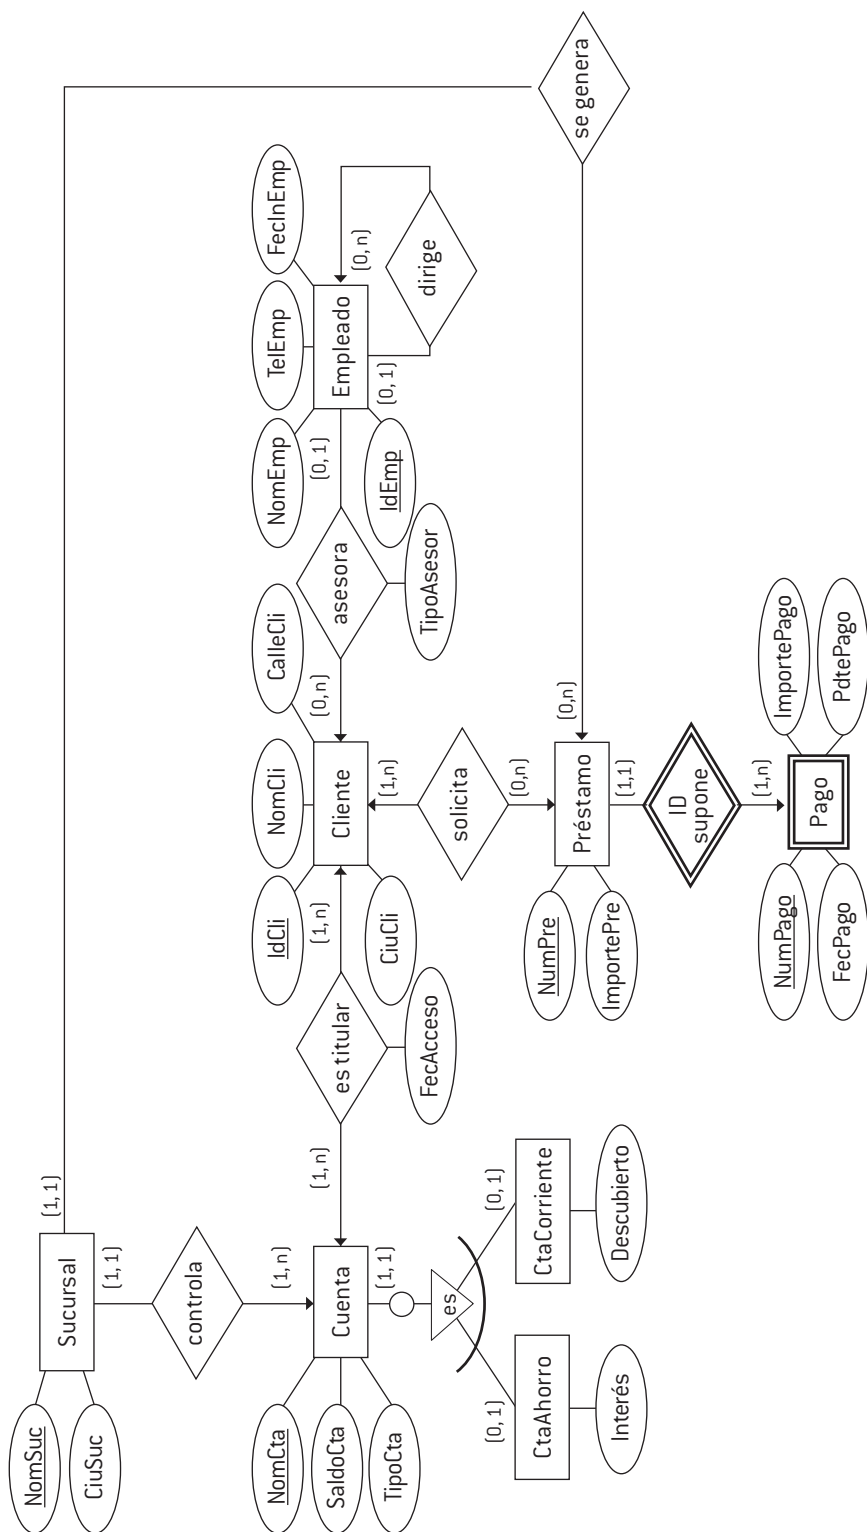 se genera
FecInEmp
(0,n)
dirige
TelEmp
Empleado
(0,1)
NomEmp
(0,1)
IdEmp
asesora
TipoAsesor
CalleCli
(0,n)
NomCli
Cliente
(1,n)
solicita
(0,n)
(0,n)
Préstamo
(1,1)
ID
supone
(1,n)
Pago
ImportePago
PdtePago
NumPago
FecPago
NumPre
ImportePre
IdCli
(1,n)
CiuCli
es titular
FecAcceso
(1,n)
(1,1)
Sucursal
(1,1)
controla
(1,n)
Cuenta
(1,1)
es
(0,1)
CtaCorriente
Descubierto
(0,1)
CtaAhorro
Interés
NomSuc
CiuSuc
NomCta
SaldoCta
TipoCta